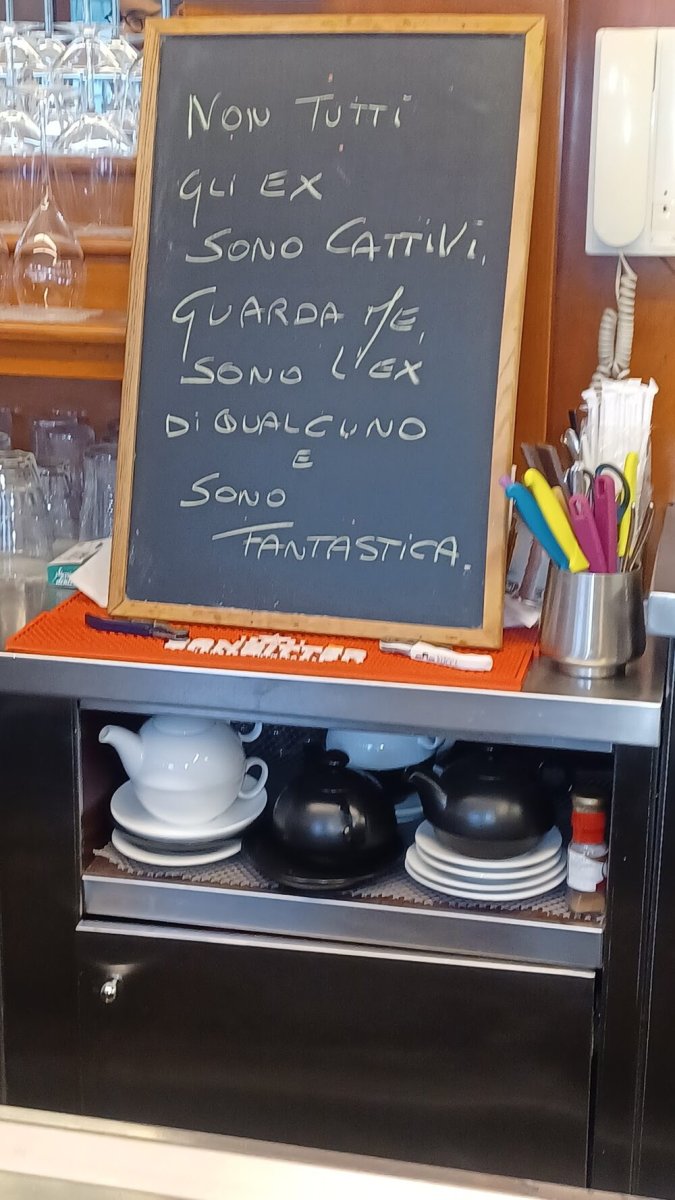 NON TUTTI
GLI EX
SONO CATTIVI.
GUARDA ME,
SONO L'EX
DI QUALCUNO
E
SONO
FANTASTICA.